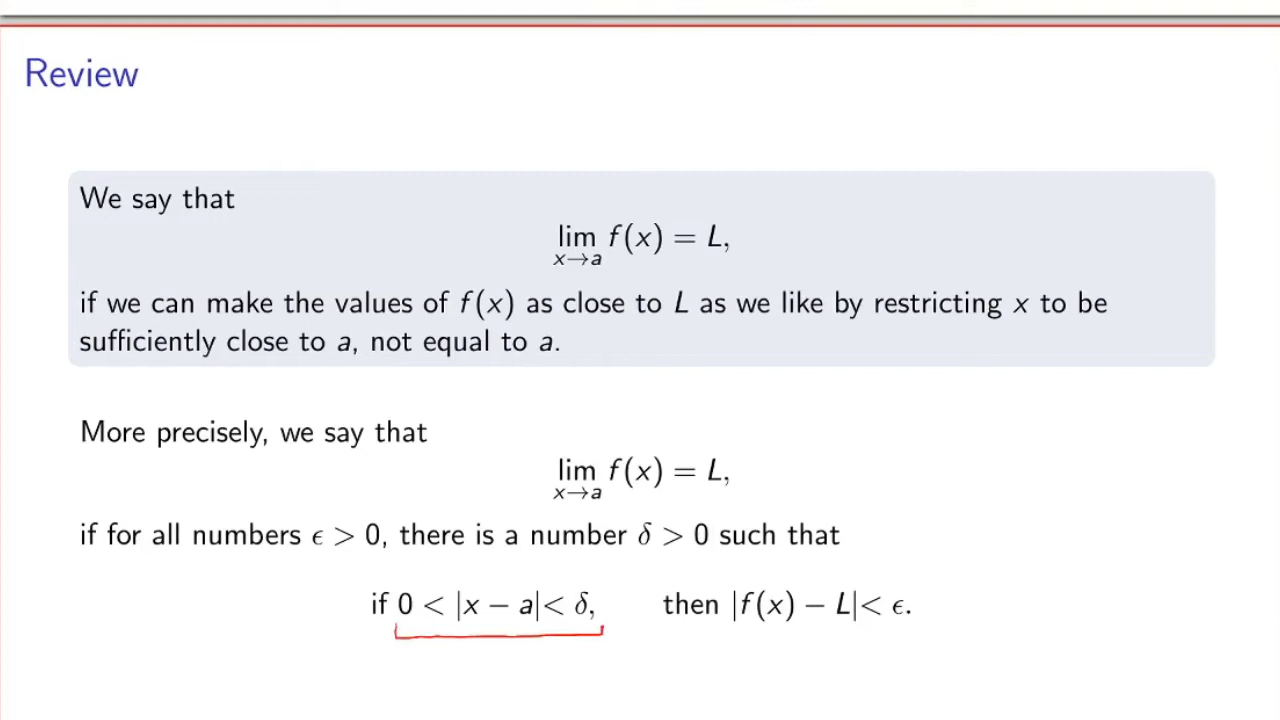 Review
We say that
lim f(x) = L,
x→a
if we can make the values of f(x) as close to L as we like by restricting x to be
sufficiently close to a, not equal to a.
More precisely, we say that
lim f(x) = L,
x→a
if for all numbers ϵ > 0, there is a number δ > 0 such that
if 0 < |x − a|< δ, then |f(x) − L|< ϵ.